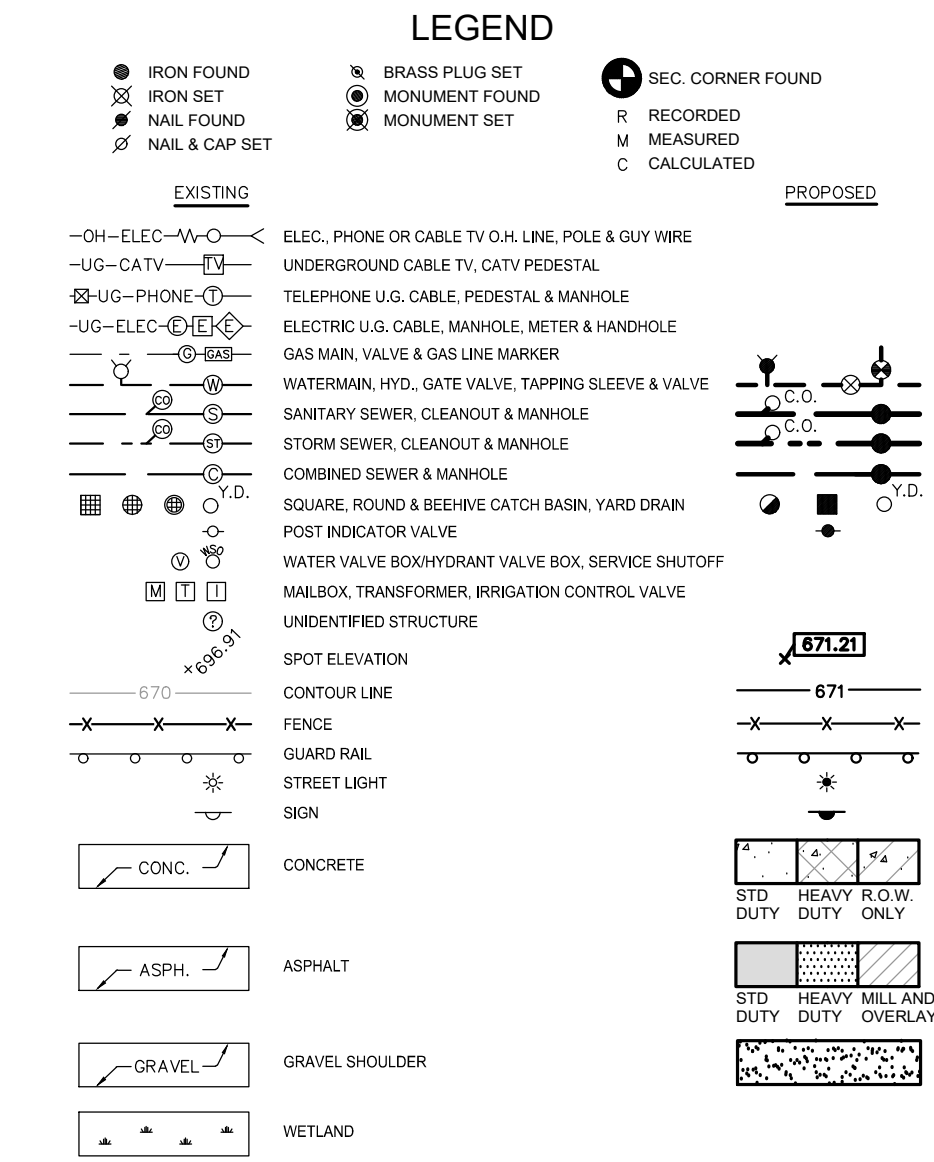 LEGEND
IRON FOUND
IRON SET
NAIL FOUND
NAIL & CAP SET
BRASS PLUG SET
MONUMENT FOUND
MONUMENT SET
SEC. CORNER FOUND
R RECORDED
M MEASURED
C CALCULATED
EXISTING
PROPOSED
-OH-ELEC ELEC., PHONE OR CABLE TV O.H. LINE, POLE & GUY WIRE
-UG-CATV TV UNDERGROUND CABLE TV, CATV PEDESTAL
-UG-PHONE- T TELEPHONE U.G. CABLE, PEDESTAL & MANHOLE
-UG-ELEC- E E E ELECTRIC U.G. CABLE, MANHOLE, METER & HANDHOLE
G GAS GAS MAIN, VALVE & GAS LINE MARKER
W WATERMAIN, HYD., GATE VALVE, TAPPING SLEEVE & VALVE
CO S SANITARY SEWER, CLEANOUT & MANHOLE C.O.
CO ST STORM SEWER, CLEANOUT & MANHOLE C.O.
C COMBINED SEWER & MANHOLE
Y.D. SQUARE, ROUND & BEEHIVE CATCH BASIN, YARD DRAIN Y.D.
POST INDICATOR VALVE
V WSO WATER VALVE BOX/HYDRANT VALVE BOX, SERVICE SHUTOFF
M T I MAILBOX, TRANSFORMER, IRRIGATION CONTROL VALVE
? UNIDENTIFIED STRUCTURE
+696.91 SPOT ELEVATION 671.21
670 CONTOUR LINE 671
X X X FENCE X X X
GUARD RAIL
STREET LIGHT
SIGN
CONC. CONCRETE
STD DUTY
HEAVY DUTY
R.O.W. ONLY
ASPH. ASPHALT
STD DUTY
HEAVY DUTY
MILL AND OVERLAY
GRAVEL GRAVEL SHOULDER
WETLAND